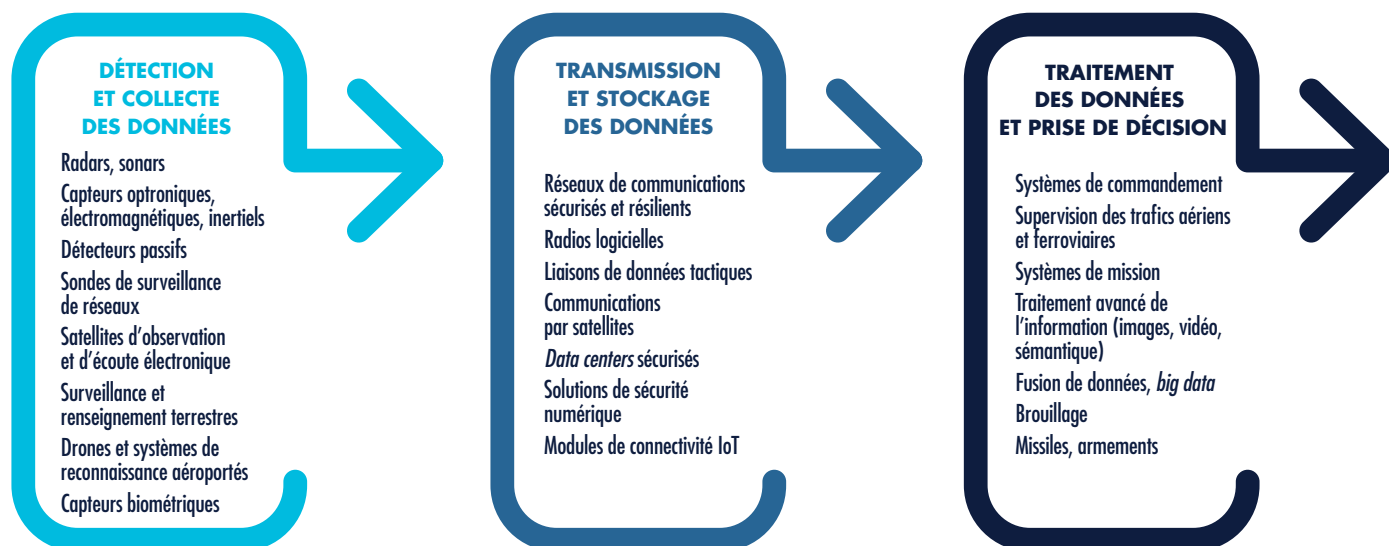 DÉTECTION
ET COLLECTE
DES DONNÉES
Radars, sonars
Capteurs optroniques,
électromagnétiques, inertiels
Détecteurs passifs
Sondes de surveillance
de réseaux
Satellites d’observation
et d’écoute électronique
Surveillance et
renseignement terrestres
Drones et systèmes de
reconnaissance aéroportés
Capteurs biométriques
TRANSMISSION
ET STOCKAGE
DES DONNÉES
Réseaux de communications
sécurisés et résilients
Radios logicielles
Liaisons de données tactiques
Communications
par satellites
Data centers sécurisés
Solutions de sécurité
numérique
Modules de connectivité IoT
TRAITEMENT
DES DONNÉES
ET PRISE DE DÉCISION
Systèmes de commandement
Supervision des trafics aériens
et ferroviaires
Systèmes de mission
Traitement avancé de
l’information (images, vidéo,
sémantique)
Fusion de données, big data
Brouillage
Missiles, armements